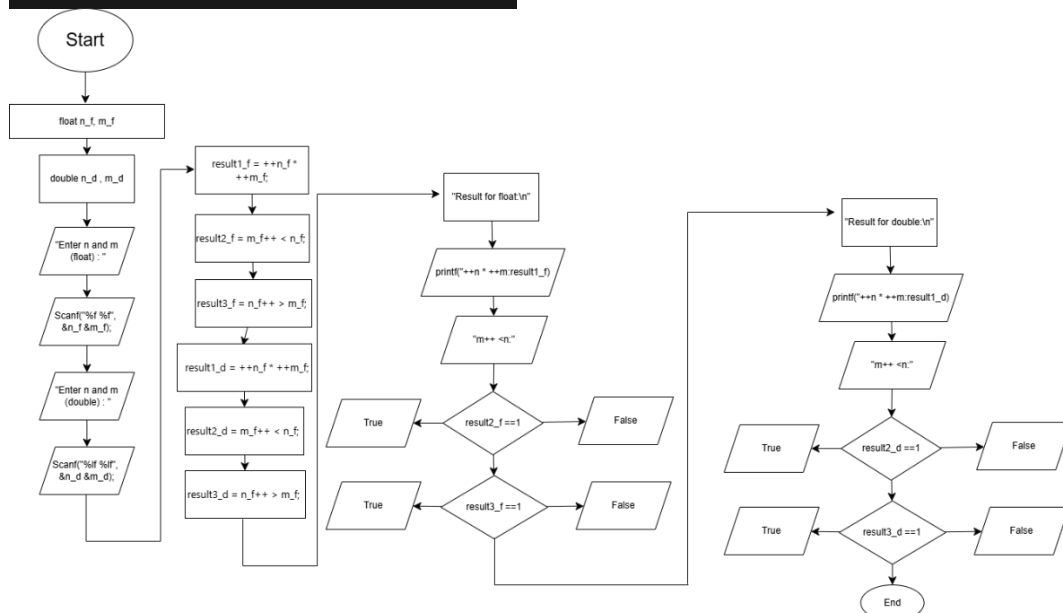 Start
float n_f, m_f
double n_d , m_d
"Enter n and m
(float) : "
Scanf("%f %f",
&n_f &m_f);
"Enter n and m
(double) : "
Scanf("%lf %lf",
&n_d &m_d);
result1_f = ++n_f *
++m_f;
result2_f = m_f++ < n_f;
result3_f = n_f++ > m_f;
result1_d = ++n_f * ++m_f;
result2_d = m_f++ < n_f;
result3_d = n_f++ > m_f;
"Result for float:\n"
printf("++n * ++m:result1_f)
"m++ <n:"
True
result2_f ==1
False
True
result3_f ==1
False
"Result for double:\n"
printf("++n * ++m:result1_d)
"m++ <n:"
True
result2_d ==1
False
True
result3_d ==1
False
End